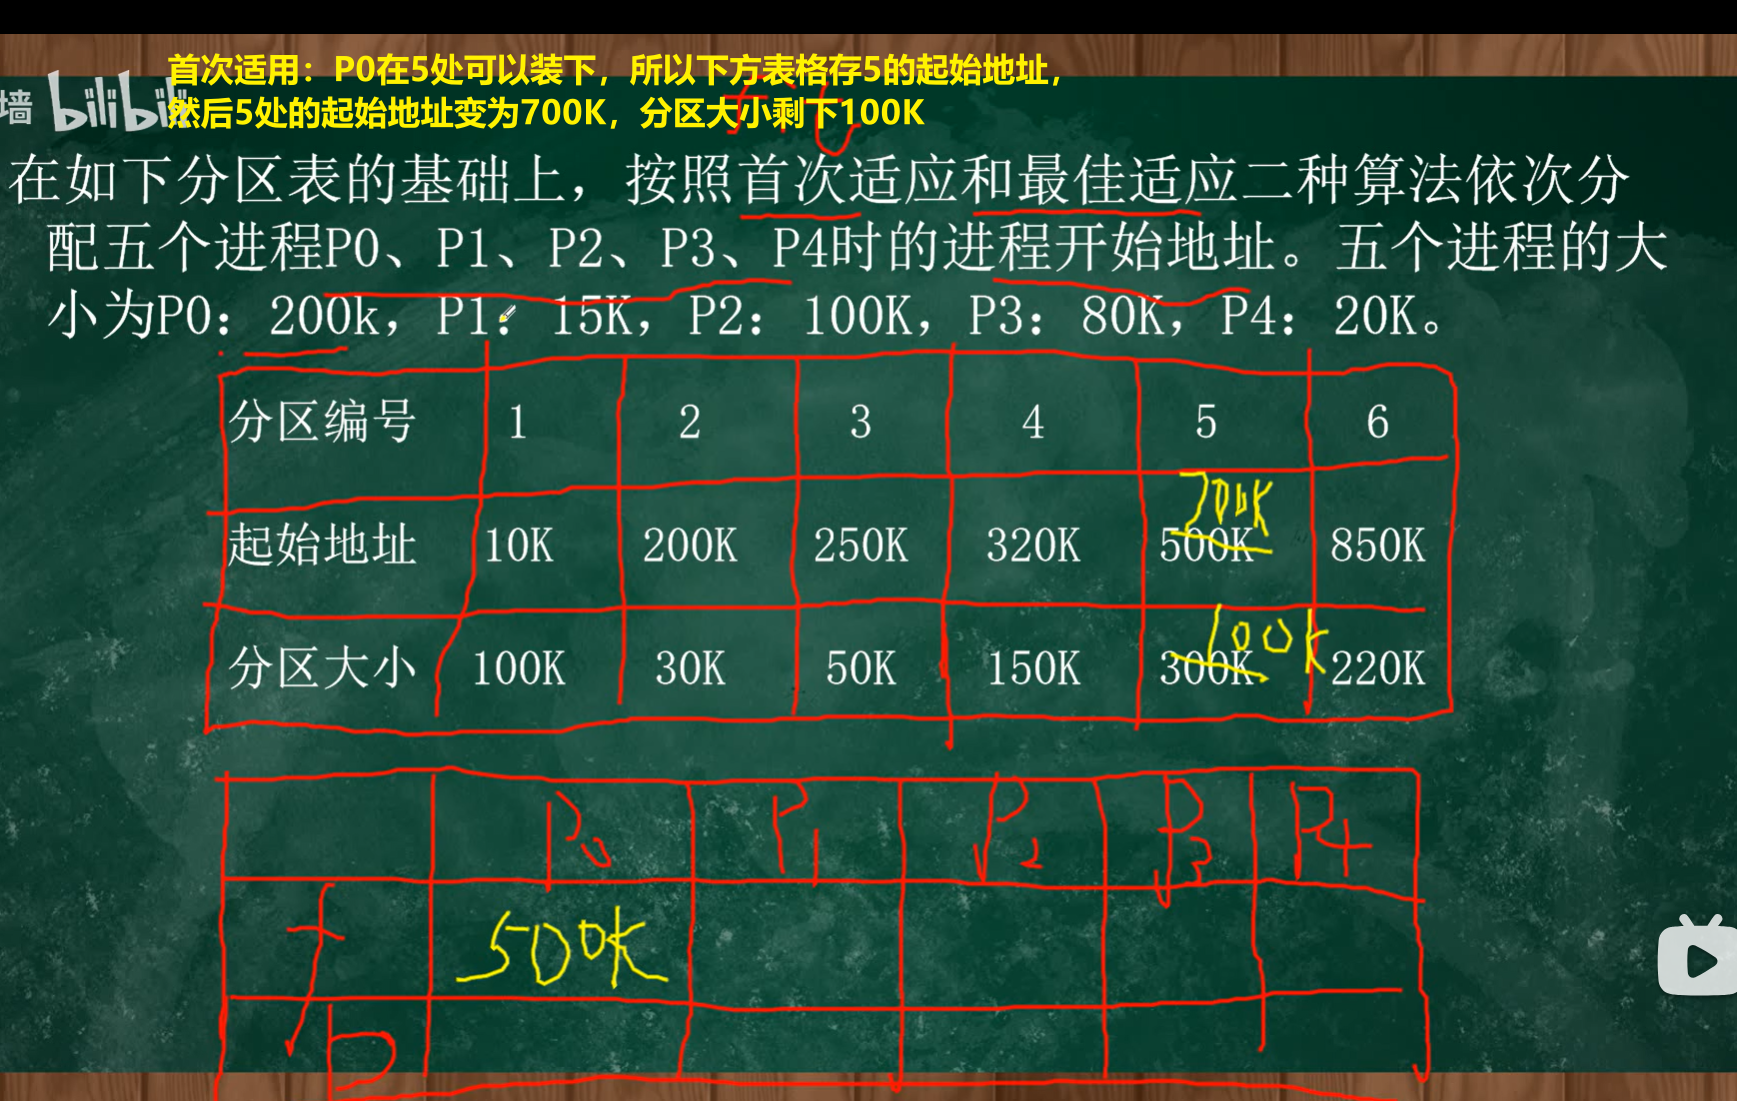 首次适用：P0在5处可以装下，所以下方表格存5的起始地址，
然后5处的起始地址变为700K，分区大小剩下100K
墙 bilibili
在如下分区表的基础上，按照首次适应和最佳适应二种算法依次分
配五个进程P0、P1、P2、P3、P4时的进程开始地址。五个进程的大
小为P0：200k，P1：15K，P2：100K，P3：80K，P4：20K。
分区编号 1 2 3 4 5 6
700K
起始地址 10K 200K 250K 320K 500K 850K
100K
分区大小 100K 30K 50K 150K 300K 220K
P0 P1 P2 P3 P4
f 500K
b